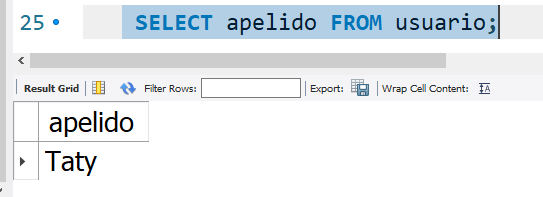 25 SELECT apelido FROM usuario;
Result Grid Filter Rows: Export: Wrap Cell Content:
apelido
Taty